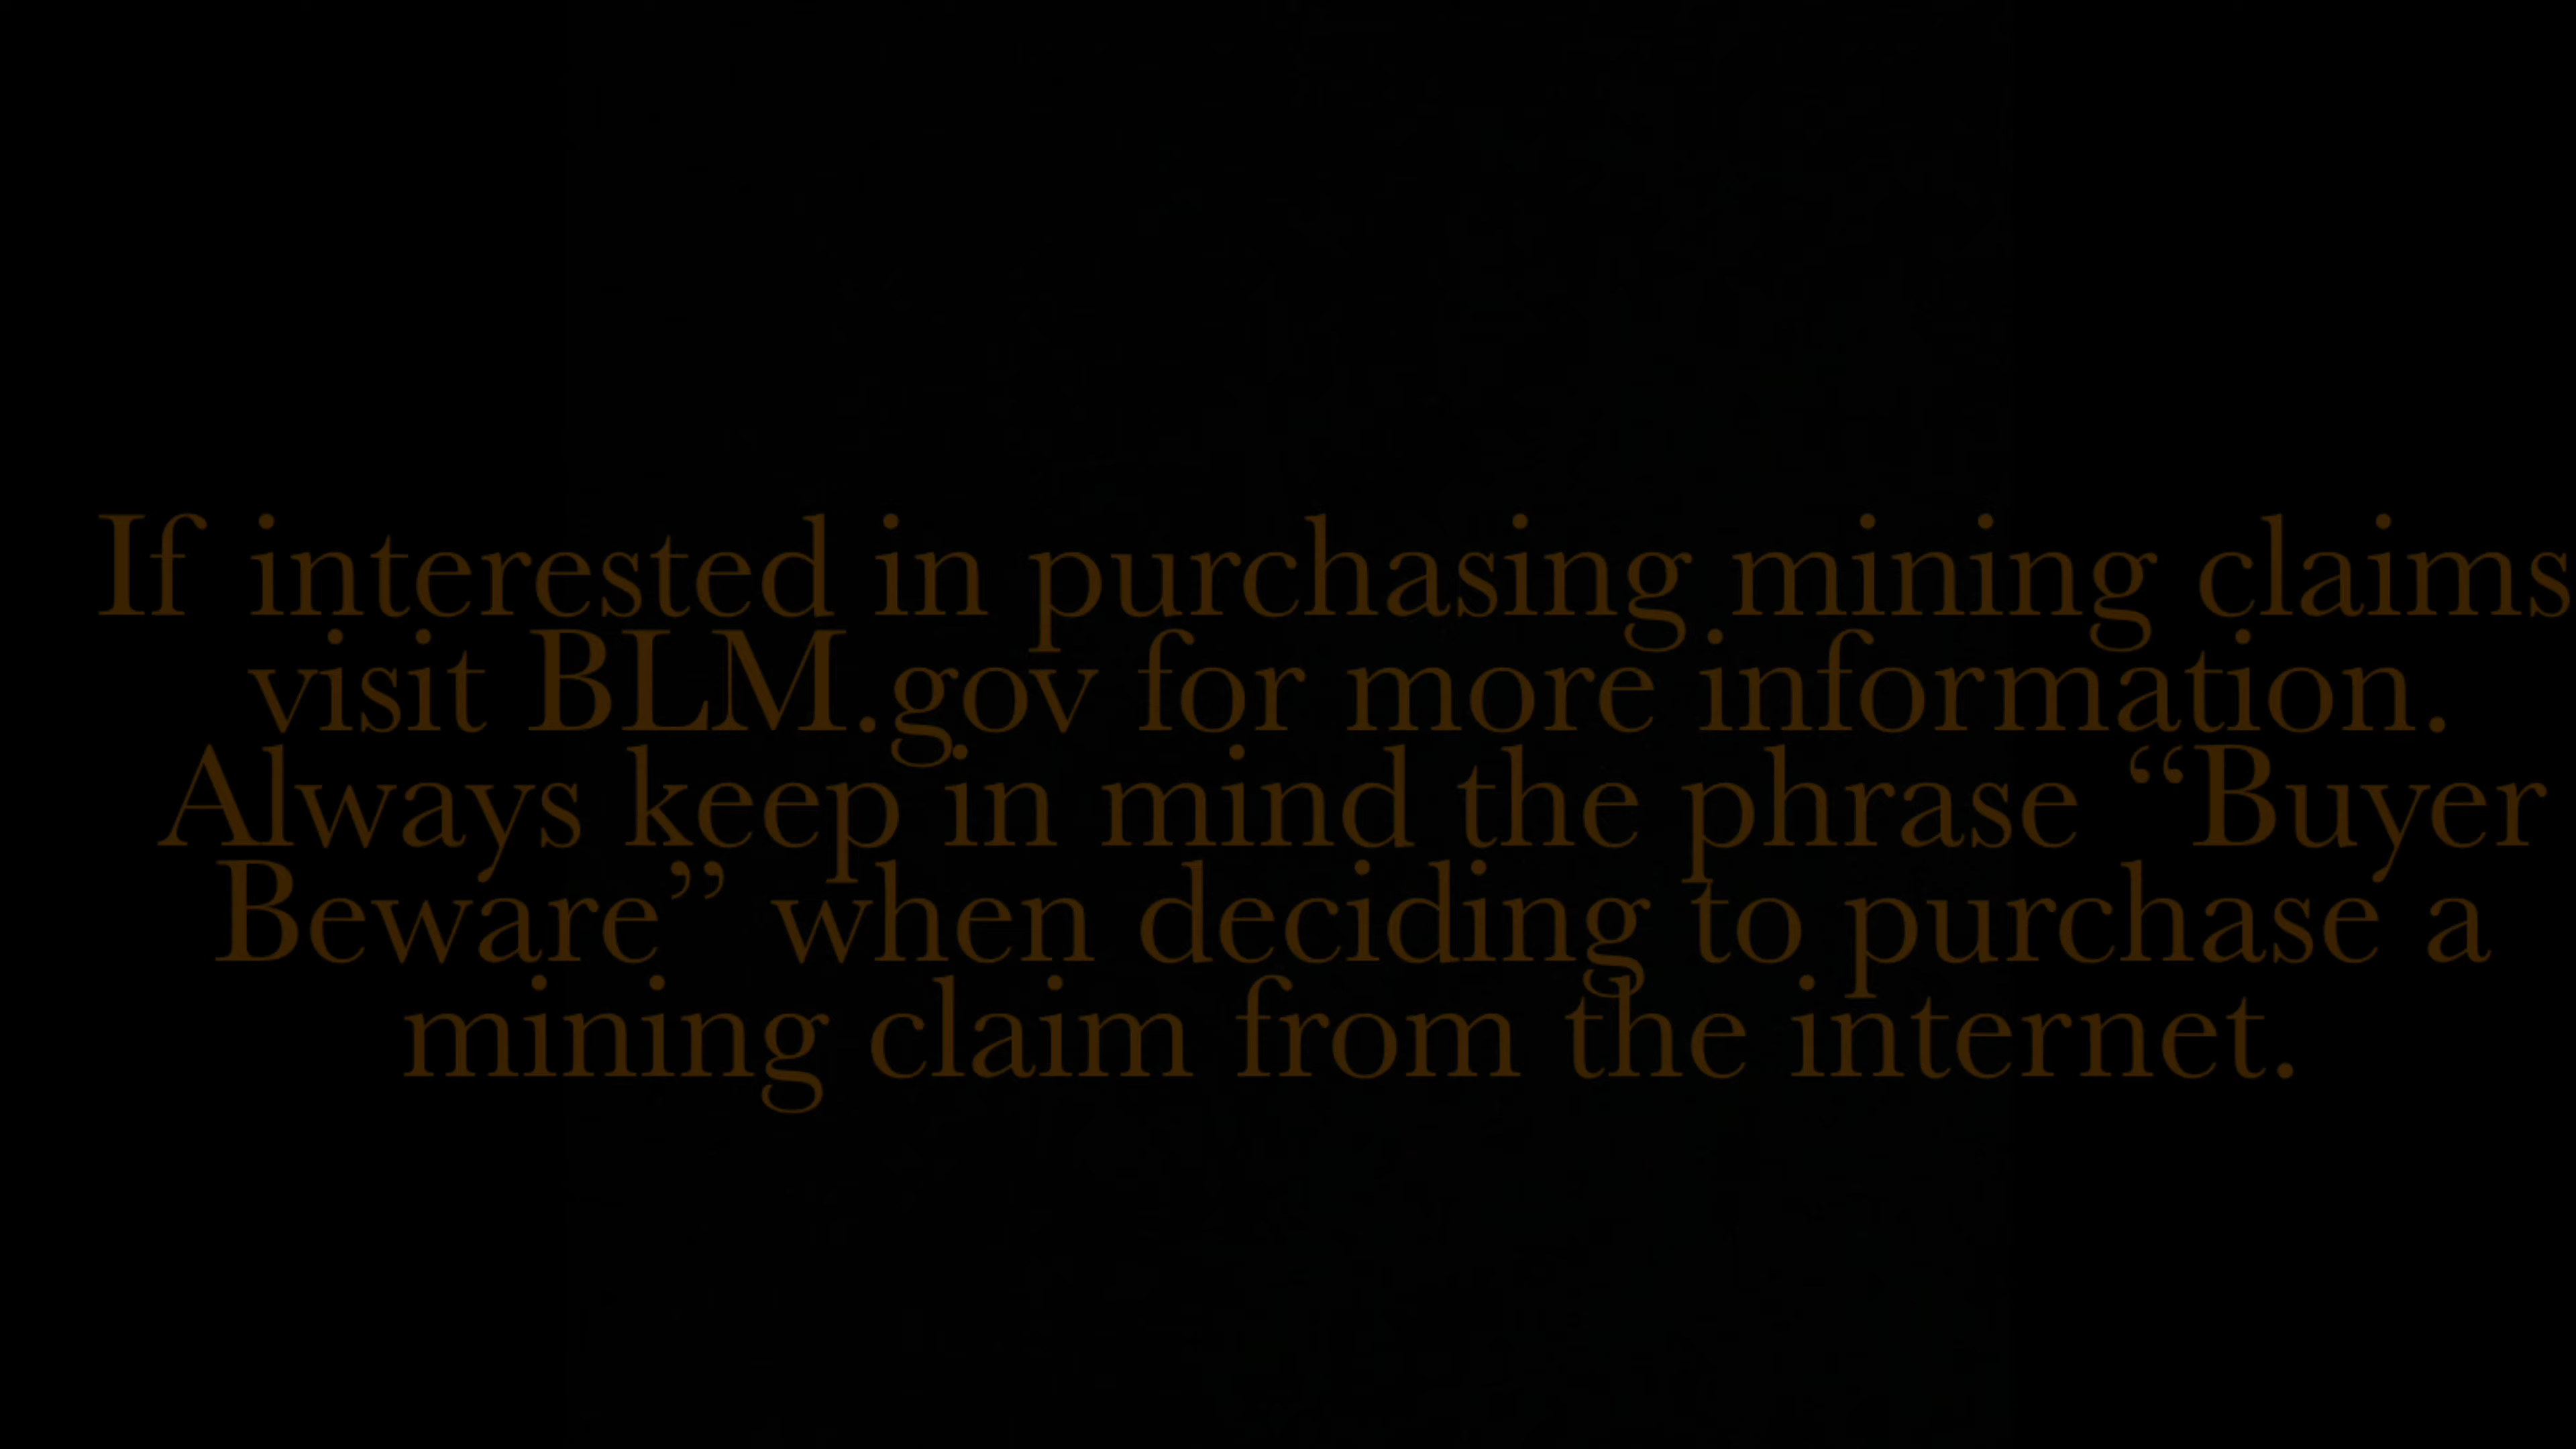 If interested in purchasing mining claims
visit BLM.gov for more information.
Always keep in mind the phrase “Buyer
Beware” when deciding to purchase a
mining claim from the internet.